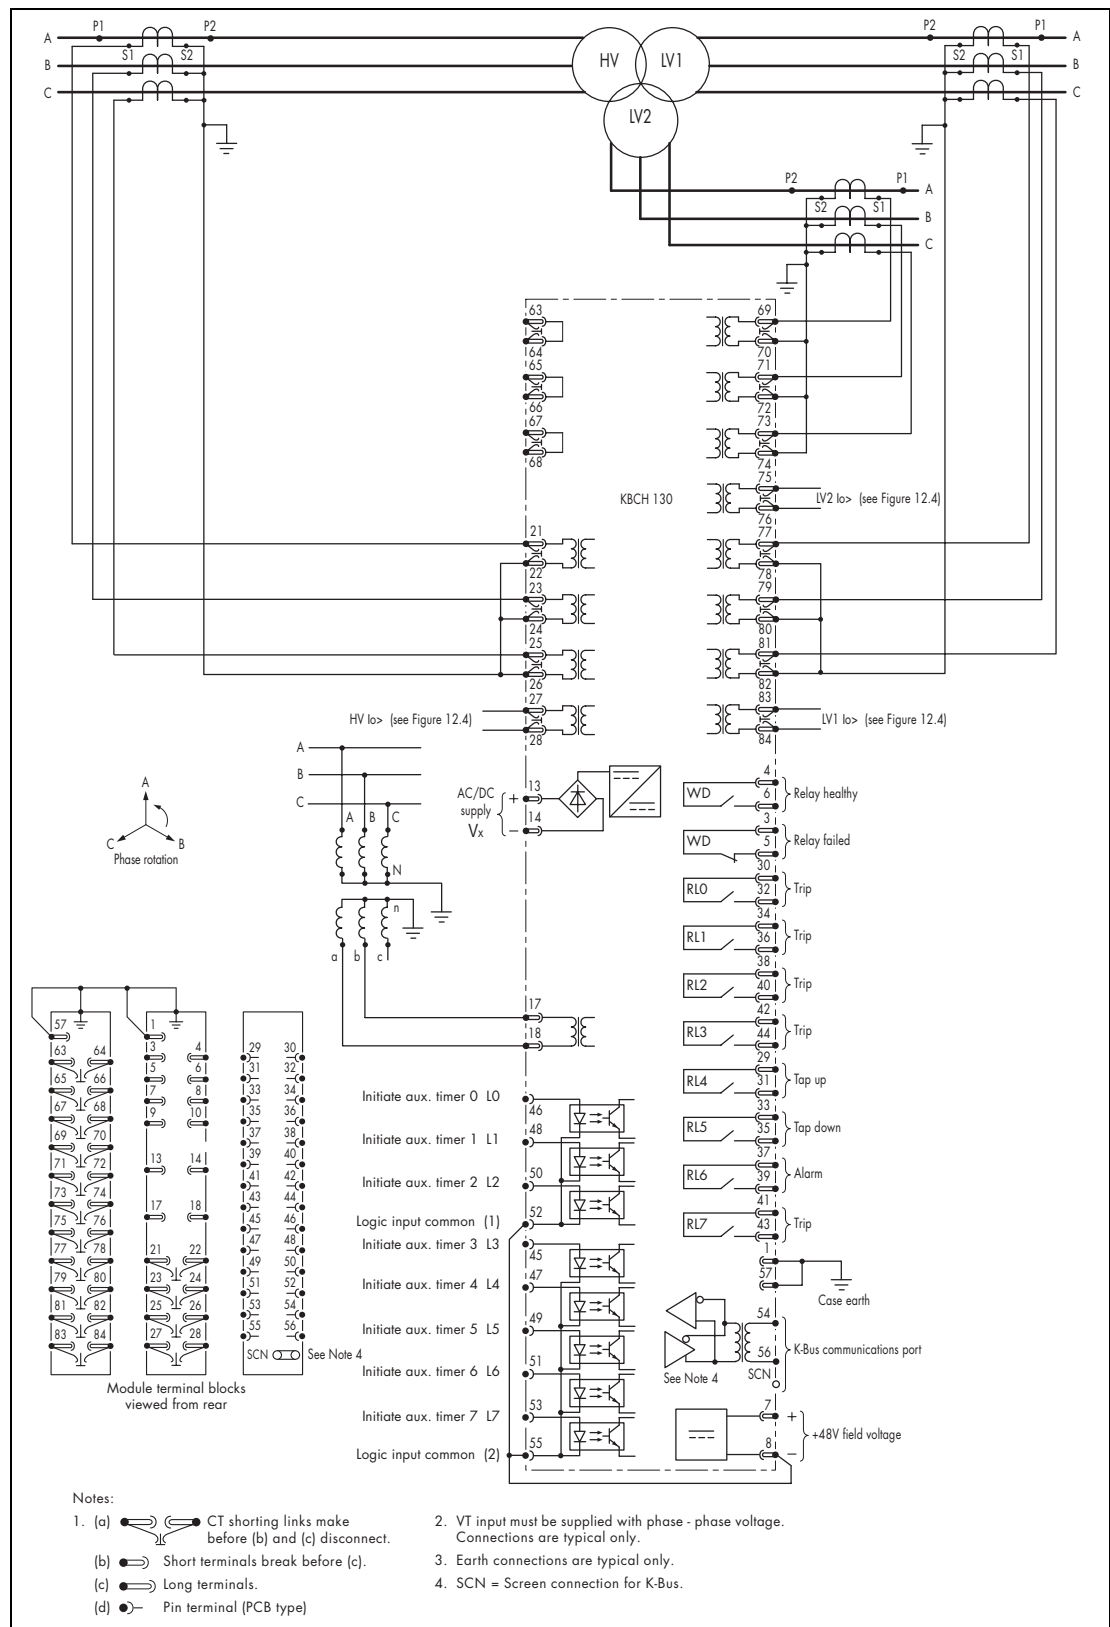 P1 P2 P2 P1
A A
S1 S2 S2 S1
B B
C C
HV LV1
LV2
P2 P1
A
S2 S1
B
C
63 69
64 70
65 71
66 72
67 73
68 74
75
KBCH 130
LV2 Io> (see Figure 12.4)
76
21 77
22 78
23 79
24 80
25 81
26 82
27 83
HV Io> (see Figure 12.4)
LV1 Io> (see Figure 12.4)
28 84
A
B
C
A B C
N
n
a b c
A
C B
Phase rotation
AC/DC
supply
Vx
+ 13
− 14
17
18
4
WD 6 Relay healthy
3
WD 5 Relay failed
30
RL0 32 Trip
34
RL1 36 Trip
38
RL2 40 Trip
42
RL3 44 Trip
29
RL4 31 Tap up
33
RL5 35 Tap down
37
RL6 39 Alarm
41
RL7 43 Trip
1
57
Case earth
54
56
K-Bus communications port
See Note 4
SCN
7 +
8 −
+48V field voltage
Initiate aux. timer 0 L0
46
Initiate aux. timer 1 L1
48
Initiate aux. timer 2 L2
50
Logic input common (1)
52
Initiate aux. timer 3 L3
45
Initiate aux. timer 4 L4
47
Initiate aux. timer 5 L5
49
Initiate aux. timer 6 L6
51
Initiate aux. timer 7 L7
53
Logic input common (2)
55
57
63 64
65 66
67 68
69 70
71 72
73 74
75 76
77 78
79 80
81 82
83 84
1
3 4
5 6
7 8
9 10
13 14
17 18
21 22
23 24
25 26
27 28
29 30
31 32
33 34
35 36
37 38
39 40
41 42
43 44
45 46
47 48
49 50
51 52
53 54
55 56
SCN See Note 4
Module terminal blocks
viewed from rear
Notes:
1. (a) CT shorting links make
before (b) and (c) disconnect.
(b) Short terminals break before (c).
(c) Long terminals.
(d) Pin terminal (PCB type)
2. VT input must be supplied with phase - phase voltage.
Connections are typical only.
3. Earth connections are typical only.
4. SCN = Screen connection for K-Bus.